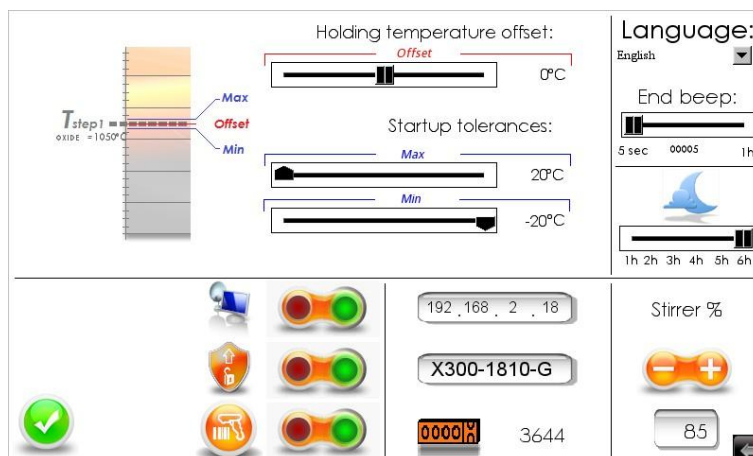 Holding temperature offset:
Offset
0°C
Max
Tstep1
Offset
OXIDE =1050°C
Min
Startup tolerances:
Max
20°C
Min
-20°C
Language:
English
End beep:
5 sec 00005 1h
1h 2h 3h 4h 5h 6h
192 . 168 . 2 . 18
X300-1810-G
3644
Stirrer %
85